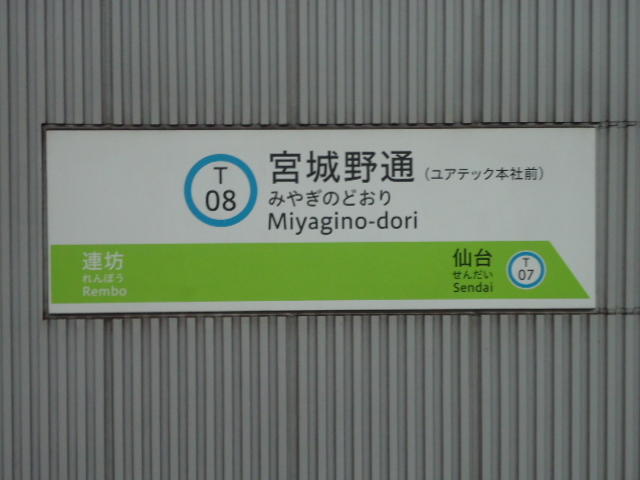 T
08
宮城野通（ユアテック本社前）
みやぎのどおり
Miyagino-dori
連坊
れんぼう
Rembo
仙台
せんだい
Sendai
T
07